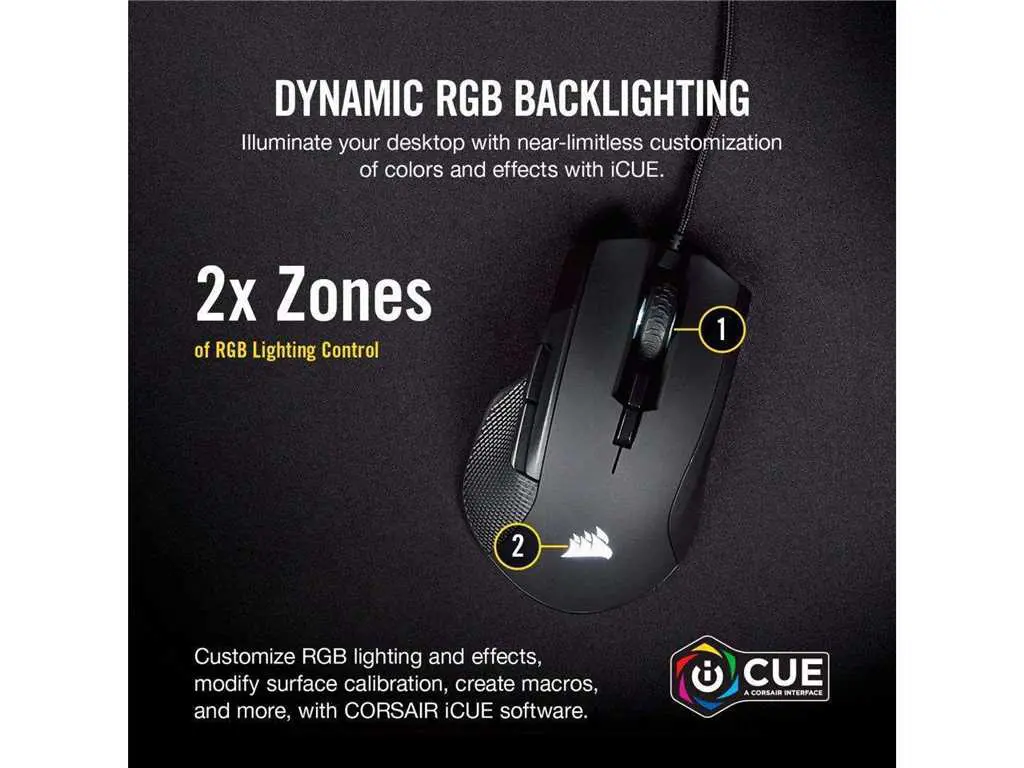 DYNAMIC RGB BACKLIGHTING
Illuminate your desktop with near-limitless customization
of colors and effects with iCUE.
2x Zones
of RGB Lighting Control
1
2
Customize RGB lighting and effects,
modify surface calibration, create macros,
and more, with CORSAIR iCUE software.
i CUE
A CORSAIR INTERFACE